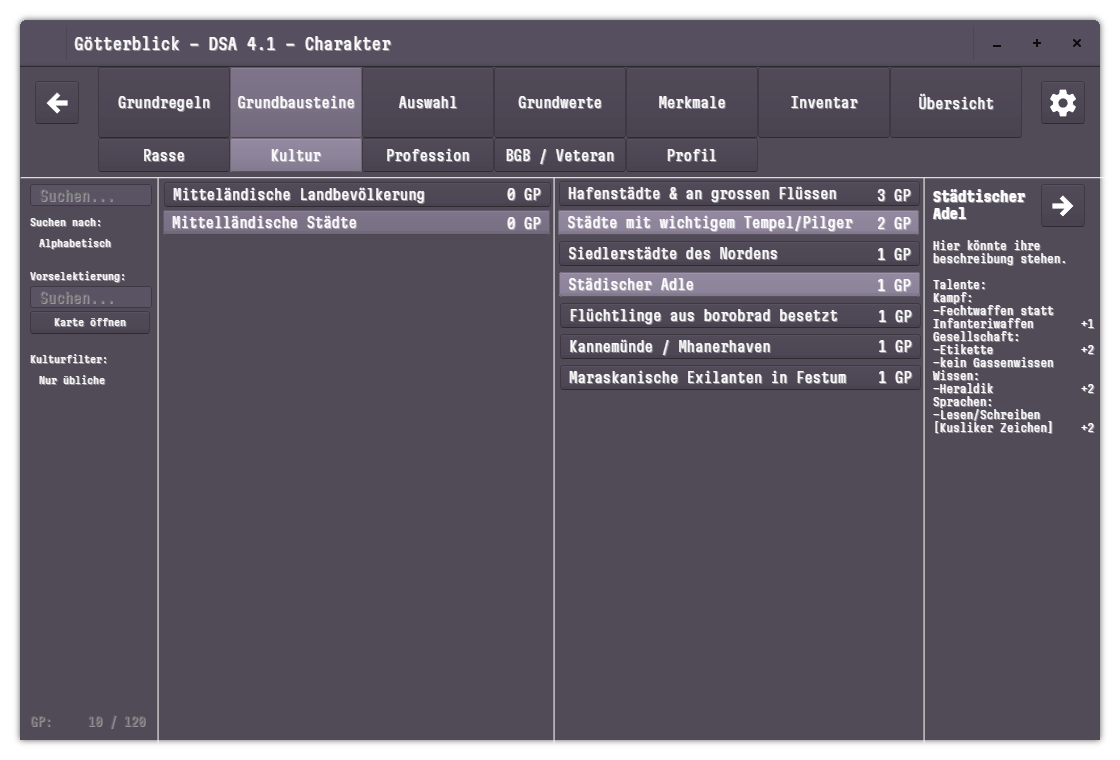 Götterblick – DSA 4.1 – Charakter
Grundregeln
Grundbausteine
Auswahl
Grundwerte
Merkmale
Inventar
Übersicht
Rasse
Kultur
Profession
BGB / Veteran
Profil
Suchen...
Suchen nach:
Alphabetisch
Vorselektierung:
Suchen...
Karte öffnen
Kulturfilter:
Nur übliche
GP: 10 / 120
Mitteländische Landbevölkerung 0 GP
Mittelländische Städte 0 GP
Hafenstädte & an grossen Flüssen 3 GP
Städte mit wichtigem Tempel/Pilger 2 GP
Siedlerstädte des Nordens 1 GP
Städischer Adle 1 GP
Flüchtlinge aus borobrad besetzt 1 GP
Kannemünde / Mhanerhaven 1 GP
Maraskanische Exilanten in Festum 1 GP
Städtischer
Adel
Hier könnte ihre
beschreibung stehen.
Talente:
Kampf:
–Fechtwaffen statt
Infanteriwaffen +1
Gesellschaft:
–Etikette +2
–kein Gassenwissen
Wissen:
–Heraldik +2
Sprachen:
–Lesen/Schreiben
[Kusliker Zeichen] +2